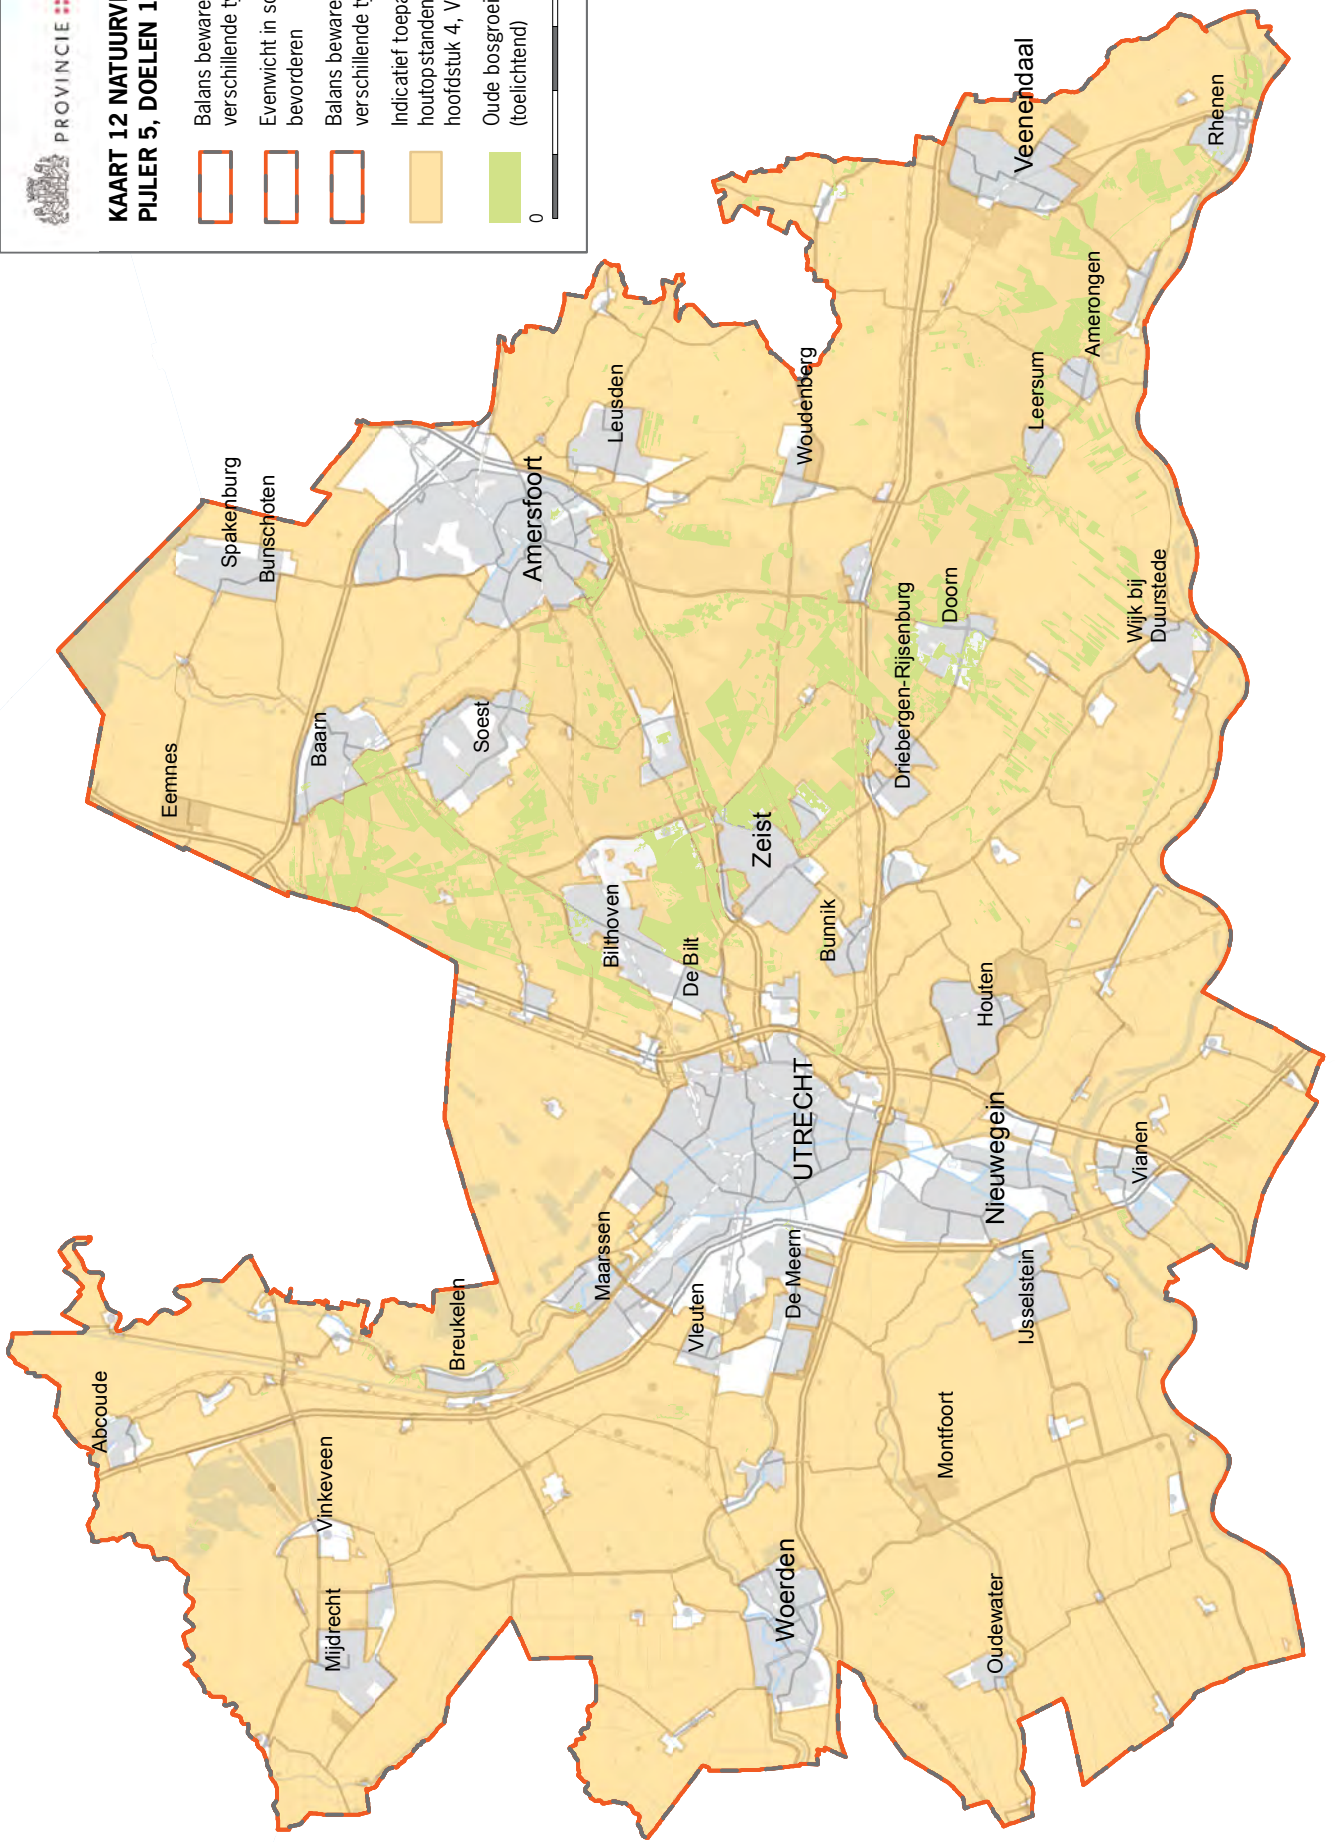 PROVINCIE
KAART 12 NATUURV
PIJLER 5, DOELEN 1
Balans beware
verschillende ty
Evenwicht in so
bevorderen
Balans beware
verschillende ty
Indicatief toepa
houtopstanden
hoofdstuk 4, V
Oude bosgroei
(toelichtend)
0
Abcoude
Vinkeveen
Mijdrecht
Breukelen
Maarssen
Vleuten
De Meern
Woerden
Montfoort
Oudewater
IJsselstein
Nieuwegein
Vianen
UTRECHT
Houten
Bunnik
De Bilt
Bilthoven
Zeist
Eemnes
Baarn
Soest
Spakenburg
Bunschoten
Amersfoort
Leusden
Woudenberg
Driebergen-Rijsenburg
Doorn
Wijk bij
Duurstede
Leersum
Amerongen
Veenendaal
Rhenen